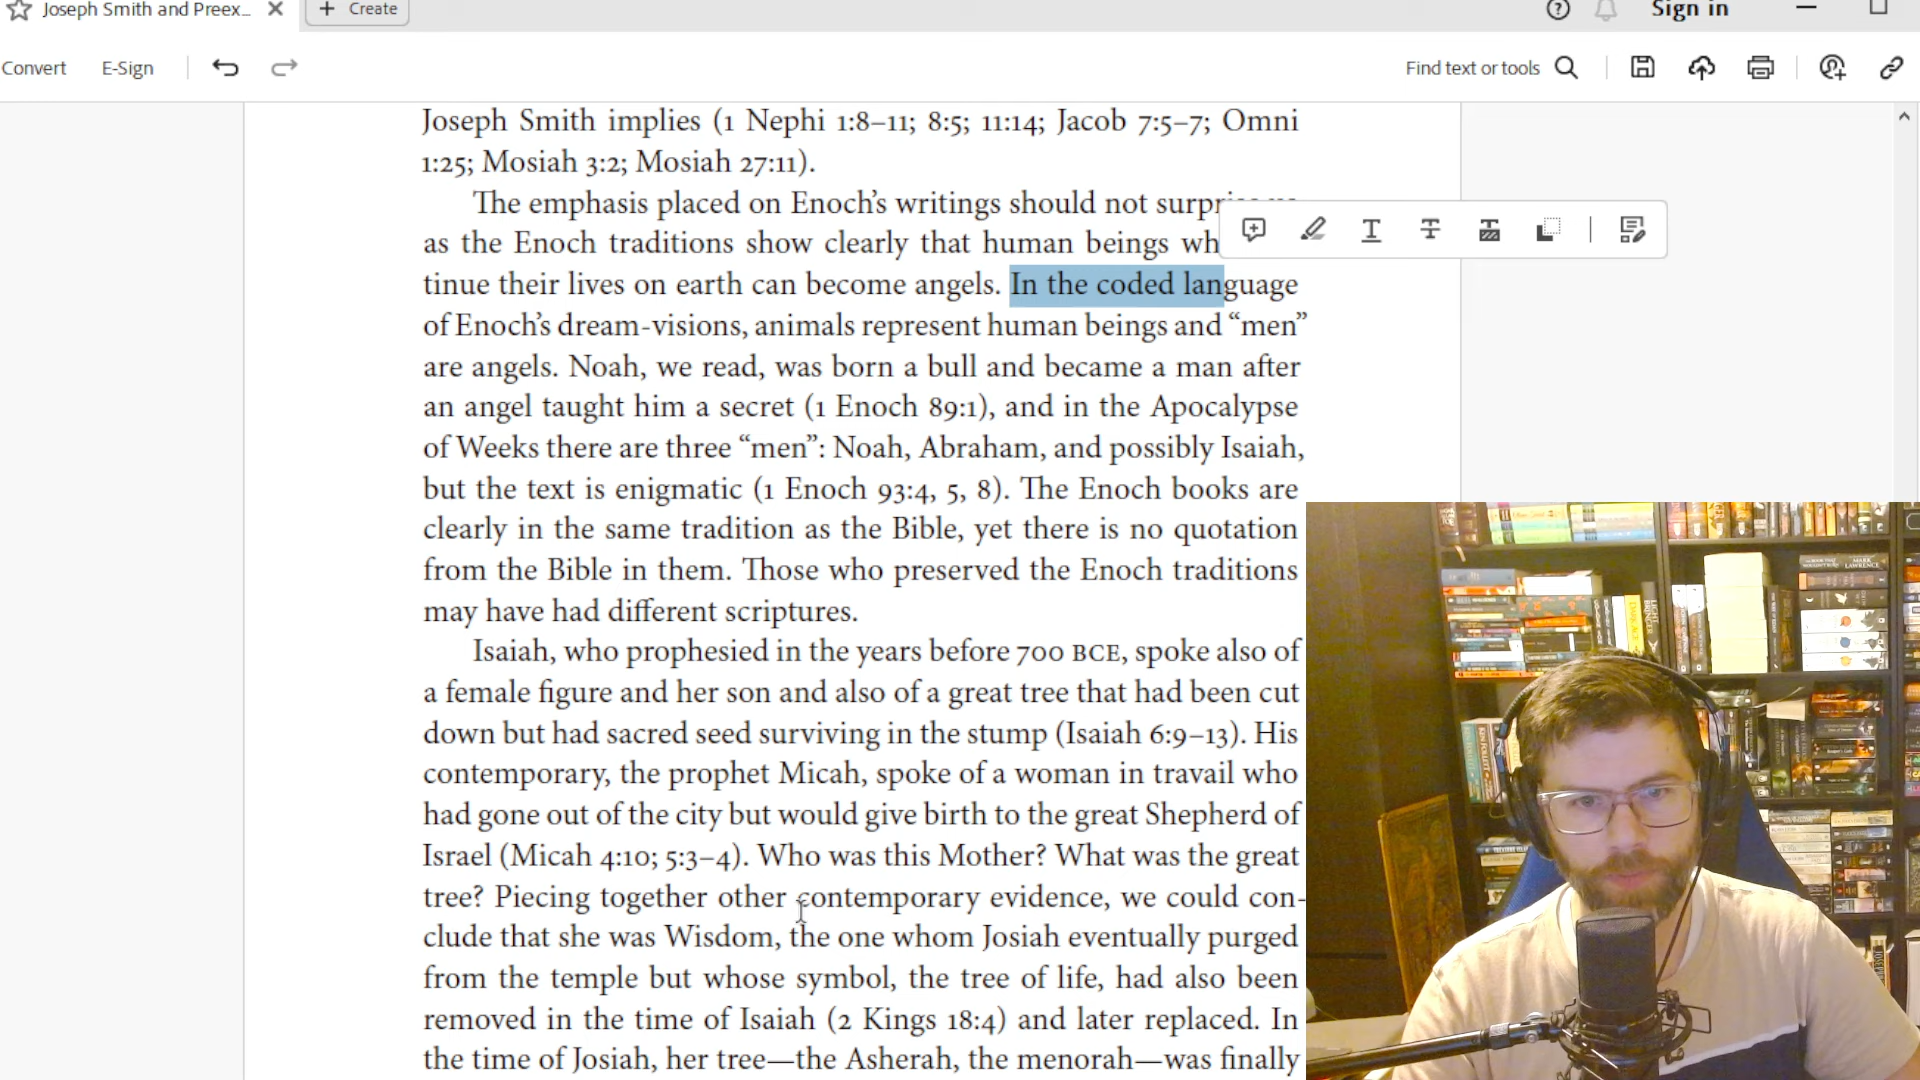 Joseph Smith and Preex...
Create
Sign in
Convert
E-Sign
Find text or tools
Joseph Smith implies (1 Nephi 1:8–11; 8:5; 11:14; Jacob 7:5–7; Omni
1:25; Mosiah 3:2; Mosiah 27:11).
The emphasis placed on Enoch’s writings should not
as the Enoch traditions show clearly that human beings
tinue their lives on earth can become angels. In the coded language
of Enoch’s dream-visions, animals represent human beings and “men”
are angels. Noah, we read, was born a bull and became a man after
an angel taught him a secret (1 Enoch 89:1), and in the Apocalypse
of Weeks there are three “men”: Noah, Abraham, and possibly Isaiah,
but the text is enigmatic (1 Enoch 93:4, 5, 8). The Enoch books are
clearly in the same tradition as the Bible, yet there is no quotation
from the Bible in them. Those who preserved the Enoch traditions
may have had different scriptures.
Isaiah, who prophesied in the years before 700 BCE, spoke also of
a female figure and her son and also of a great tree that had been cut
down but had sacred seed surviving in the stump (Isaiah 6:9–13). His
contemporary, the prophet Micah, spoke of a woman in travail who
had gone out of the city but would give birth to the great Shepherd of
Israel (Micah 4:10; 5:3–4). Who was this Mother? What was the great
tree? Piecing together other contemporary evidence, we could con-
clude that she was Wisdom, the one whom Josiah eventually purged
from the temple but whose symbol, the tree of life, had also been
removed in the time of Isaiah (2 Kings 18:4) and later replaced. In
the time of Josiah, her tree—the Asherah, the menorah—was finally
MARK
LAWRENCE